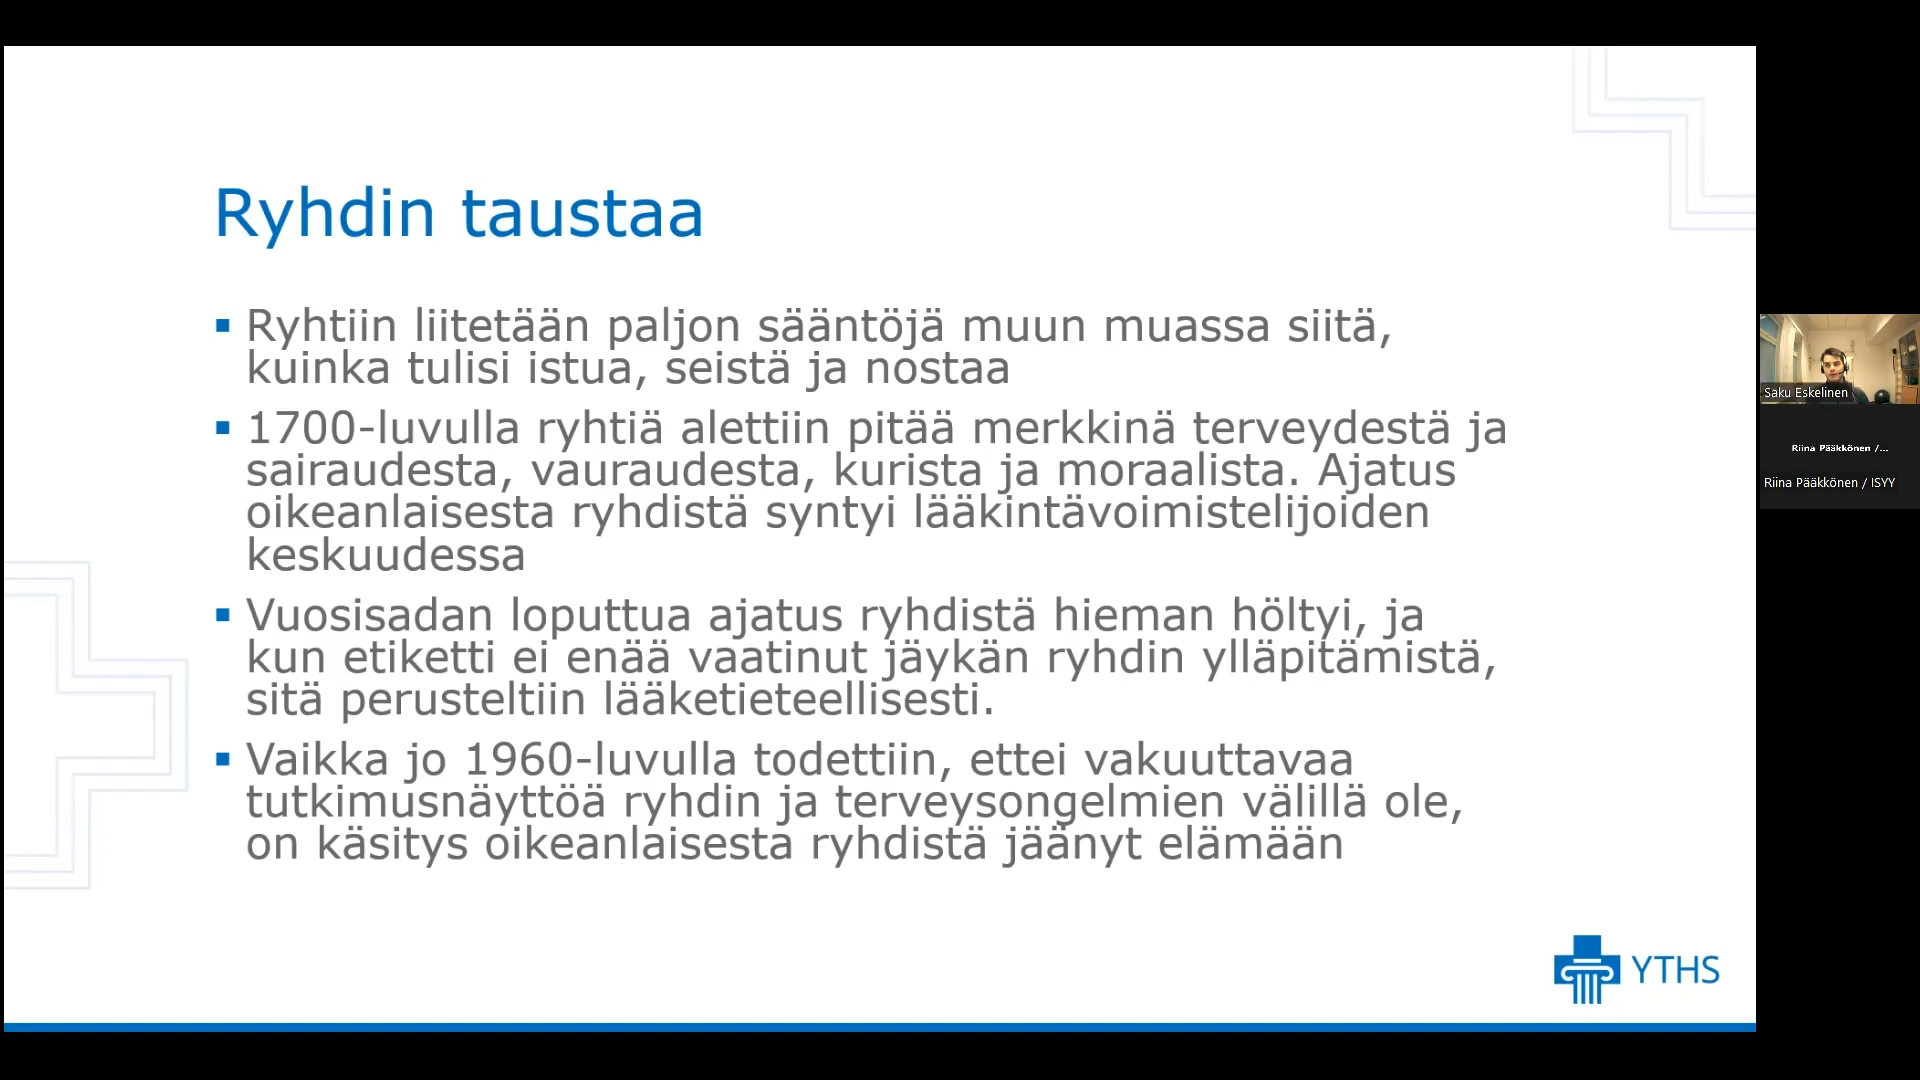 Ryhdin taustaa
Ryhtiin liitetään paljon sääntöjä muun muassa siitä,
kuinka tulisi istua, seistä ja nostaa
1700-luvulla ryhtiä alettiin pitää merkkinä terveydestä ja
sairaudesta, vauraudesta, kurista ja moraalista. Ajatus
oikeanlaisesta ryhdistä syntyi lääkintävoimistelijoiden
keskuudessa
Vuosisadan loputtua ajatus ryhdistä hieman höltyi, ja
kun etiketti ei enää vaatinut jäykän ryhdin ylläpitämistä,
sitä perusteltiin lääketieteellisesti.
Vaikka jo 1960-luvulla todettiin, ettei vakuuttavaa
tutkimusnäyttöä ryhdin ja terveysongelmien välillä ole,
on käsitys oikeanlaisesta ryhdistä jäänyt elämään
YTHS
Saku Eskelinen
Riina Pääkkönen /...
Riina Pääkkönen / ISYY